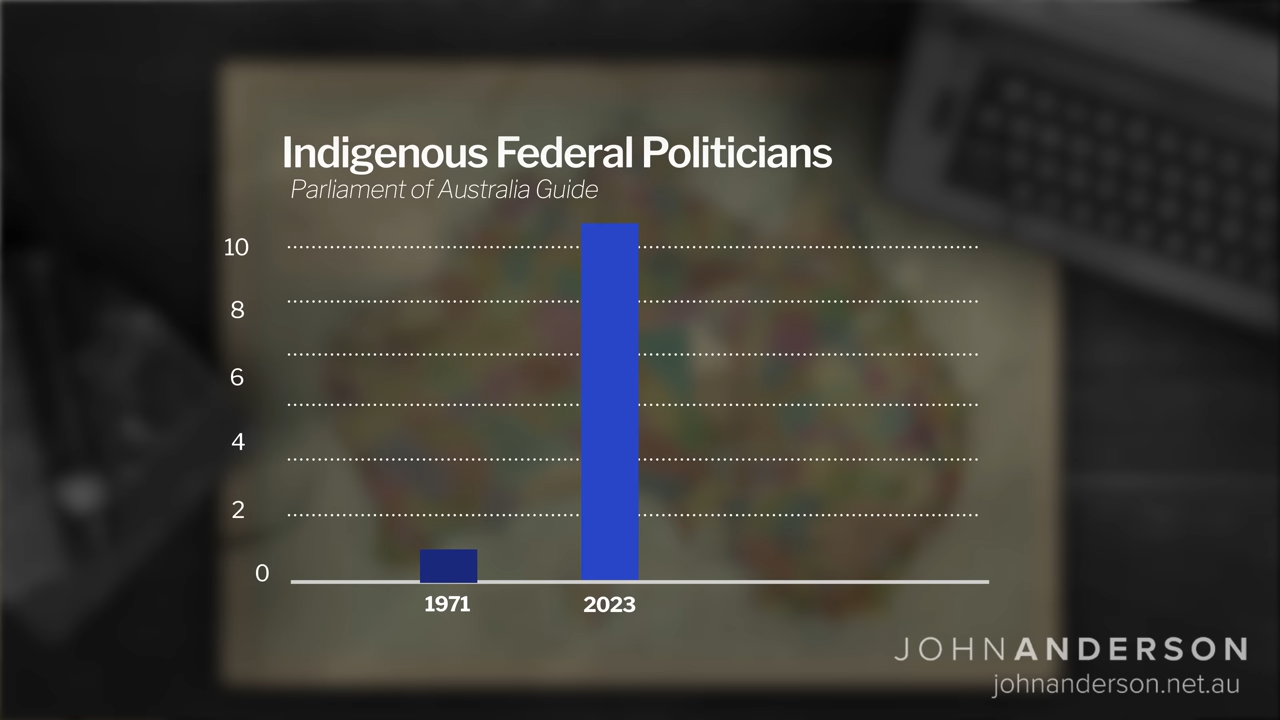 Indigenous Federal Politicians
Parliament of Australia Guide
10
8
6
4
2
0
1971 2023
JOHNANDERSON
johnanderson.net.au